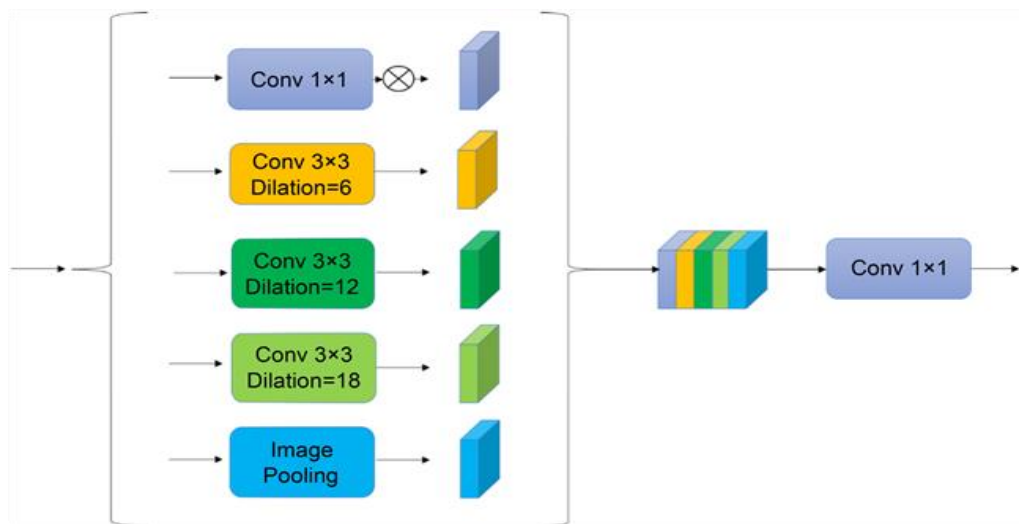 Conv 1×1
Conv 3×3
Dilation=6
Conv 3×3
Dilation=12
Conv 3×3
Dilation=18
Image
Pooling
Conv 1×1